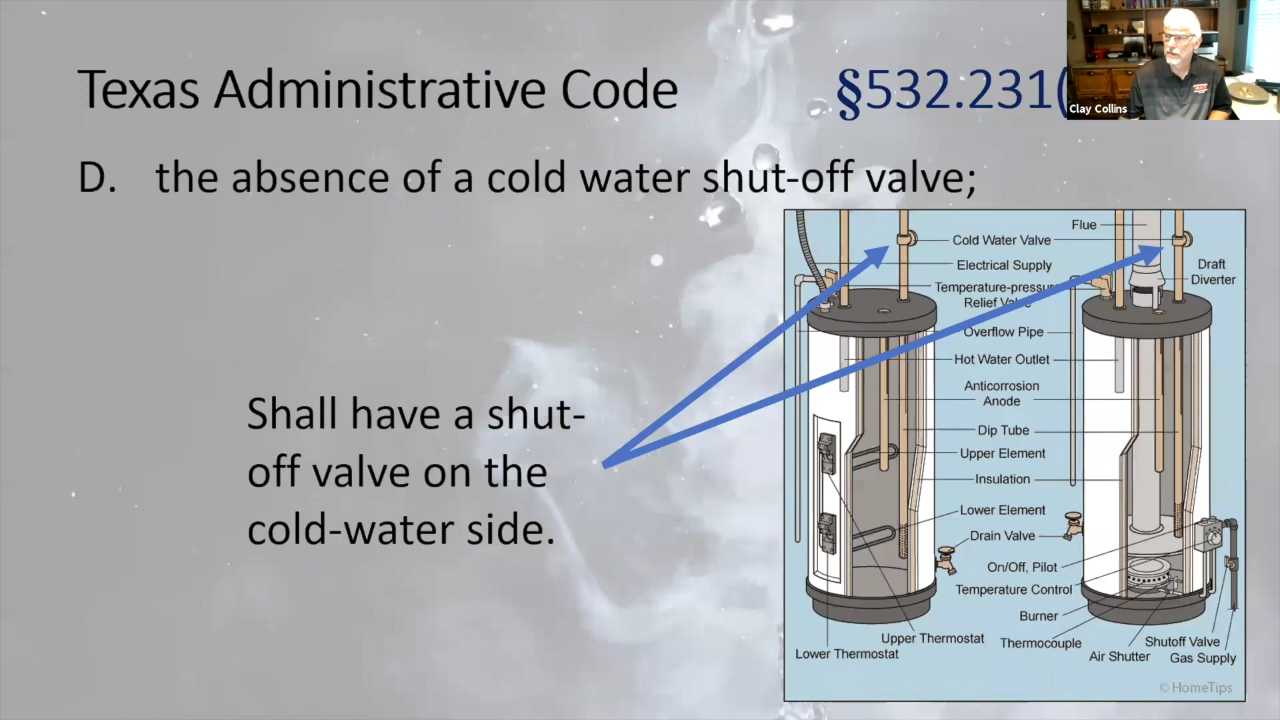 Texas Administrative Code §532.231(
Clay Collins
D. the absence of a cold water shut-off valve;
Shall have a shut-
off valve on the
cold-water side.
Flue
Cold Water Valve
Electrical Supply
Draft
Diverter
Temperature-pressure
Relief Valve
Overflow Pipe
Hot Water Outlet
Anticorrosion
Anode
Dip Tube
Upper Element
Insulation
Lower Element
Drain Valve
On/Off, Pilot
Temperature Control
Burner
Upper Thermostat
Thermocouple
Shutoff Valve
Lower Thermostat
Air Shutter
Gas Supply
© HomeTips